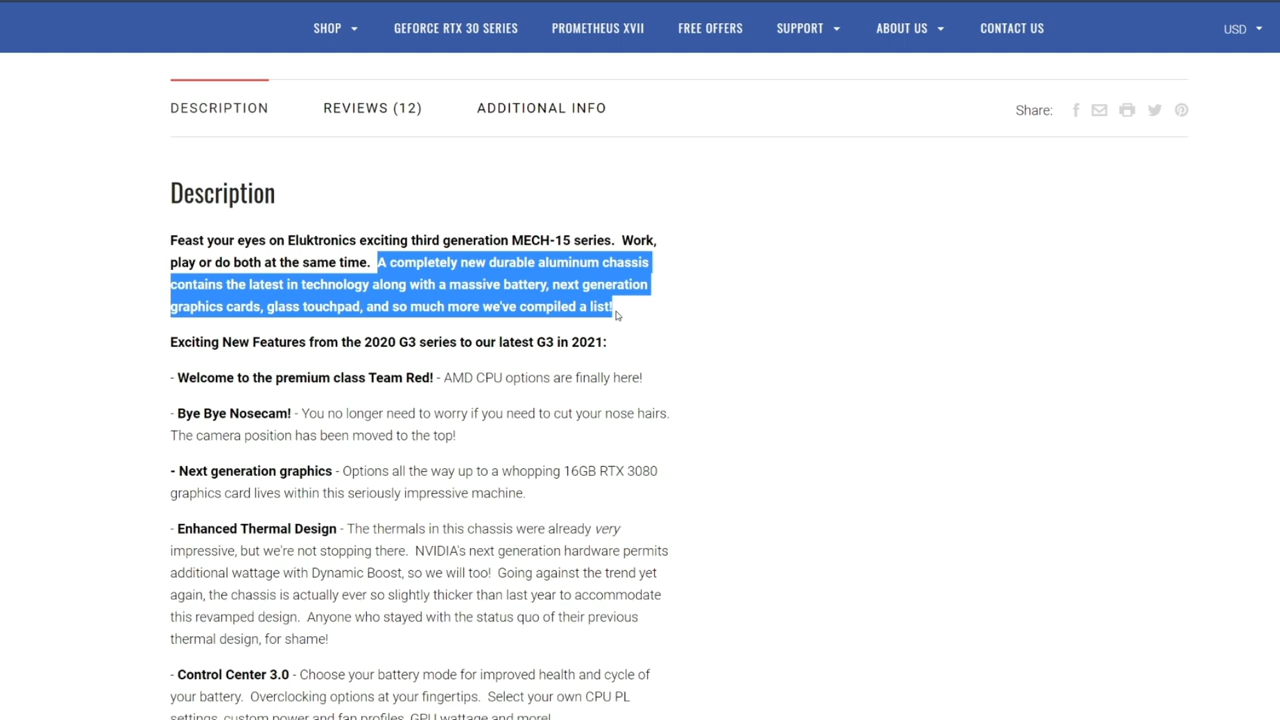 SHOP GEFORCE RTX 30 SERIES PROMETHEUS XVII FREE OFFERS SUPPORT ABOUT US CONTACT US USD
DESCRIPTION REVIEWS (12) ADDITIONAL INFO Share:
Description
Feast your eyes on Eluktronics exciting third generation MECH-15 series. Work,
play or do both at the same time. A completely new durable aluminum chassis
contains the latest in technology along with a massive battery, next generation
graphics cards, glass touchpad, and so much more we've compiled a list!
Exciting New Features from the 2020 G3 series to our latest G3 in 2021:
- Welcome to the premium class Team Red! - AMD CPU options are finally here!
- Bye Bye Nosecam! - You no longer need to worry if you need to cut your nose hairs.
The camera position has been moved to the top!
- Next generation graphics - Options all the way up to a whopping 16GB RTX 3080
graphics card lives within this seriously impressive machine.
- Enhanced Thermal Design - The thermals in this chassis were already very
impressive, but we're not stopping there. NVIDIA's next generation hardware permits
additional wattage with Dynamic Boost, so we will too! Going against the trend yet
again, the chassis is actually ever so slightly thicker than last year to accommodate
this revamped design. Anyone who stayed with the status quo of their previous
thermal design, for shame!
- Control Center 3.0 - Choose your battery mode for improved health and cycle of
your battery. Overclocking options at your fingertips. Select your own CPU PL
settings, custom power and fan profiles, GPU wattage and more!